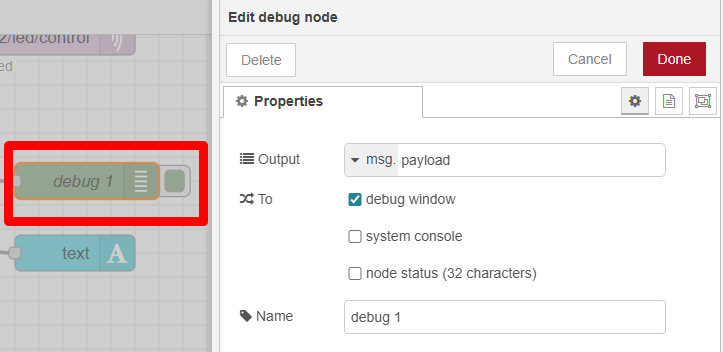 Edit debug node
2/led/control
ed
Delete
Cancel
Done
Properties
Output
msg. payload
debug 1
To
debug window
system console
text
A
node status (32 characters)
Name
debug 1